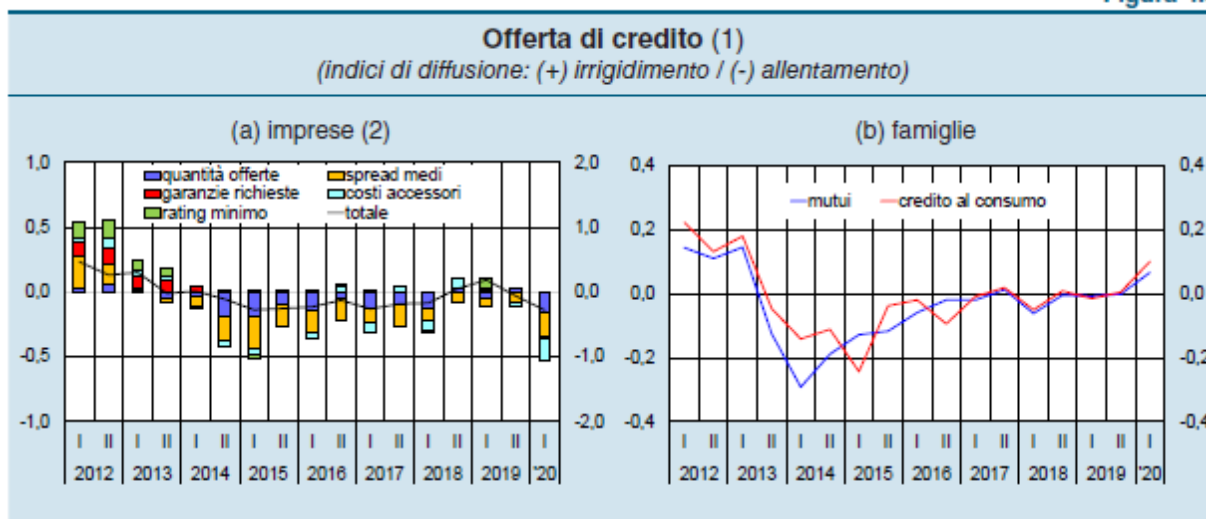 Offerta di credito (1)
(indici di diffusione: (+) irrigidimento / (-) allentamento)
(a) imprese (2)
1,0
0,5
0,0
-0,5
-1,0
quantità offerte
spread medi
garanzie richieste
costi accessori
rating minimo
totale
2,0
1,0
0,0
-1,0
-2,0
I II I II I II I II I II I II I II I II I
2012 2013 2014 2015 2016 2017 2018 2019 '20
(b) famiglie
0,4
0,2
0,0
-0,2
-0,4
mutui
credito al consumo
0,4
0,2
0,0
-0,2
-0,4
I II I II I II I II I II I II I II I II I
2012 2013 2014 2015 2016 2017 2018 2019 '20